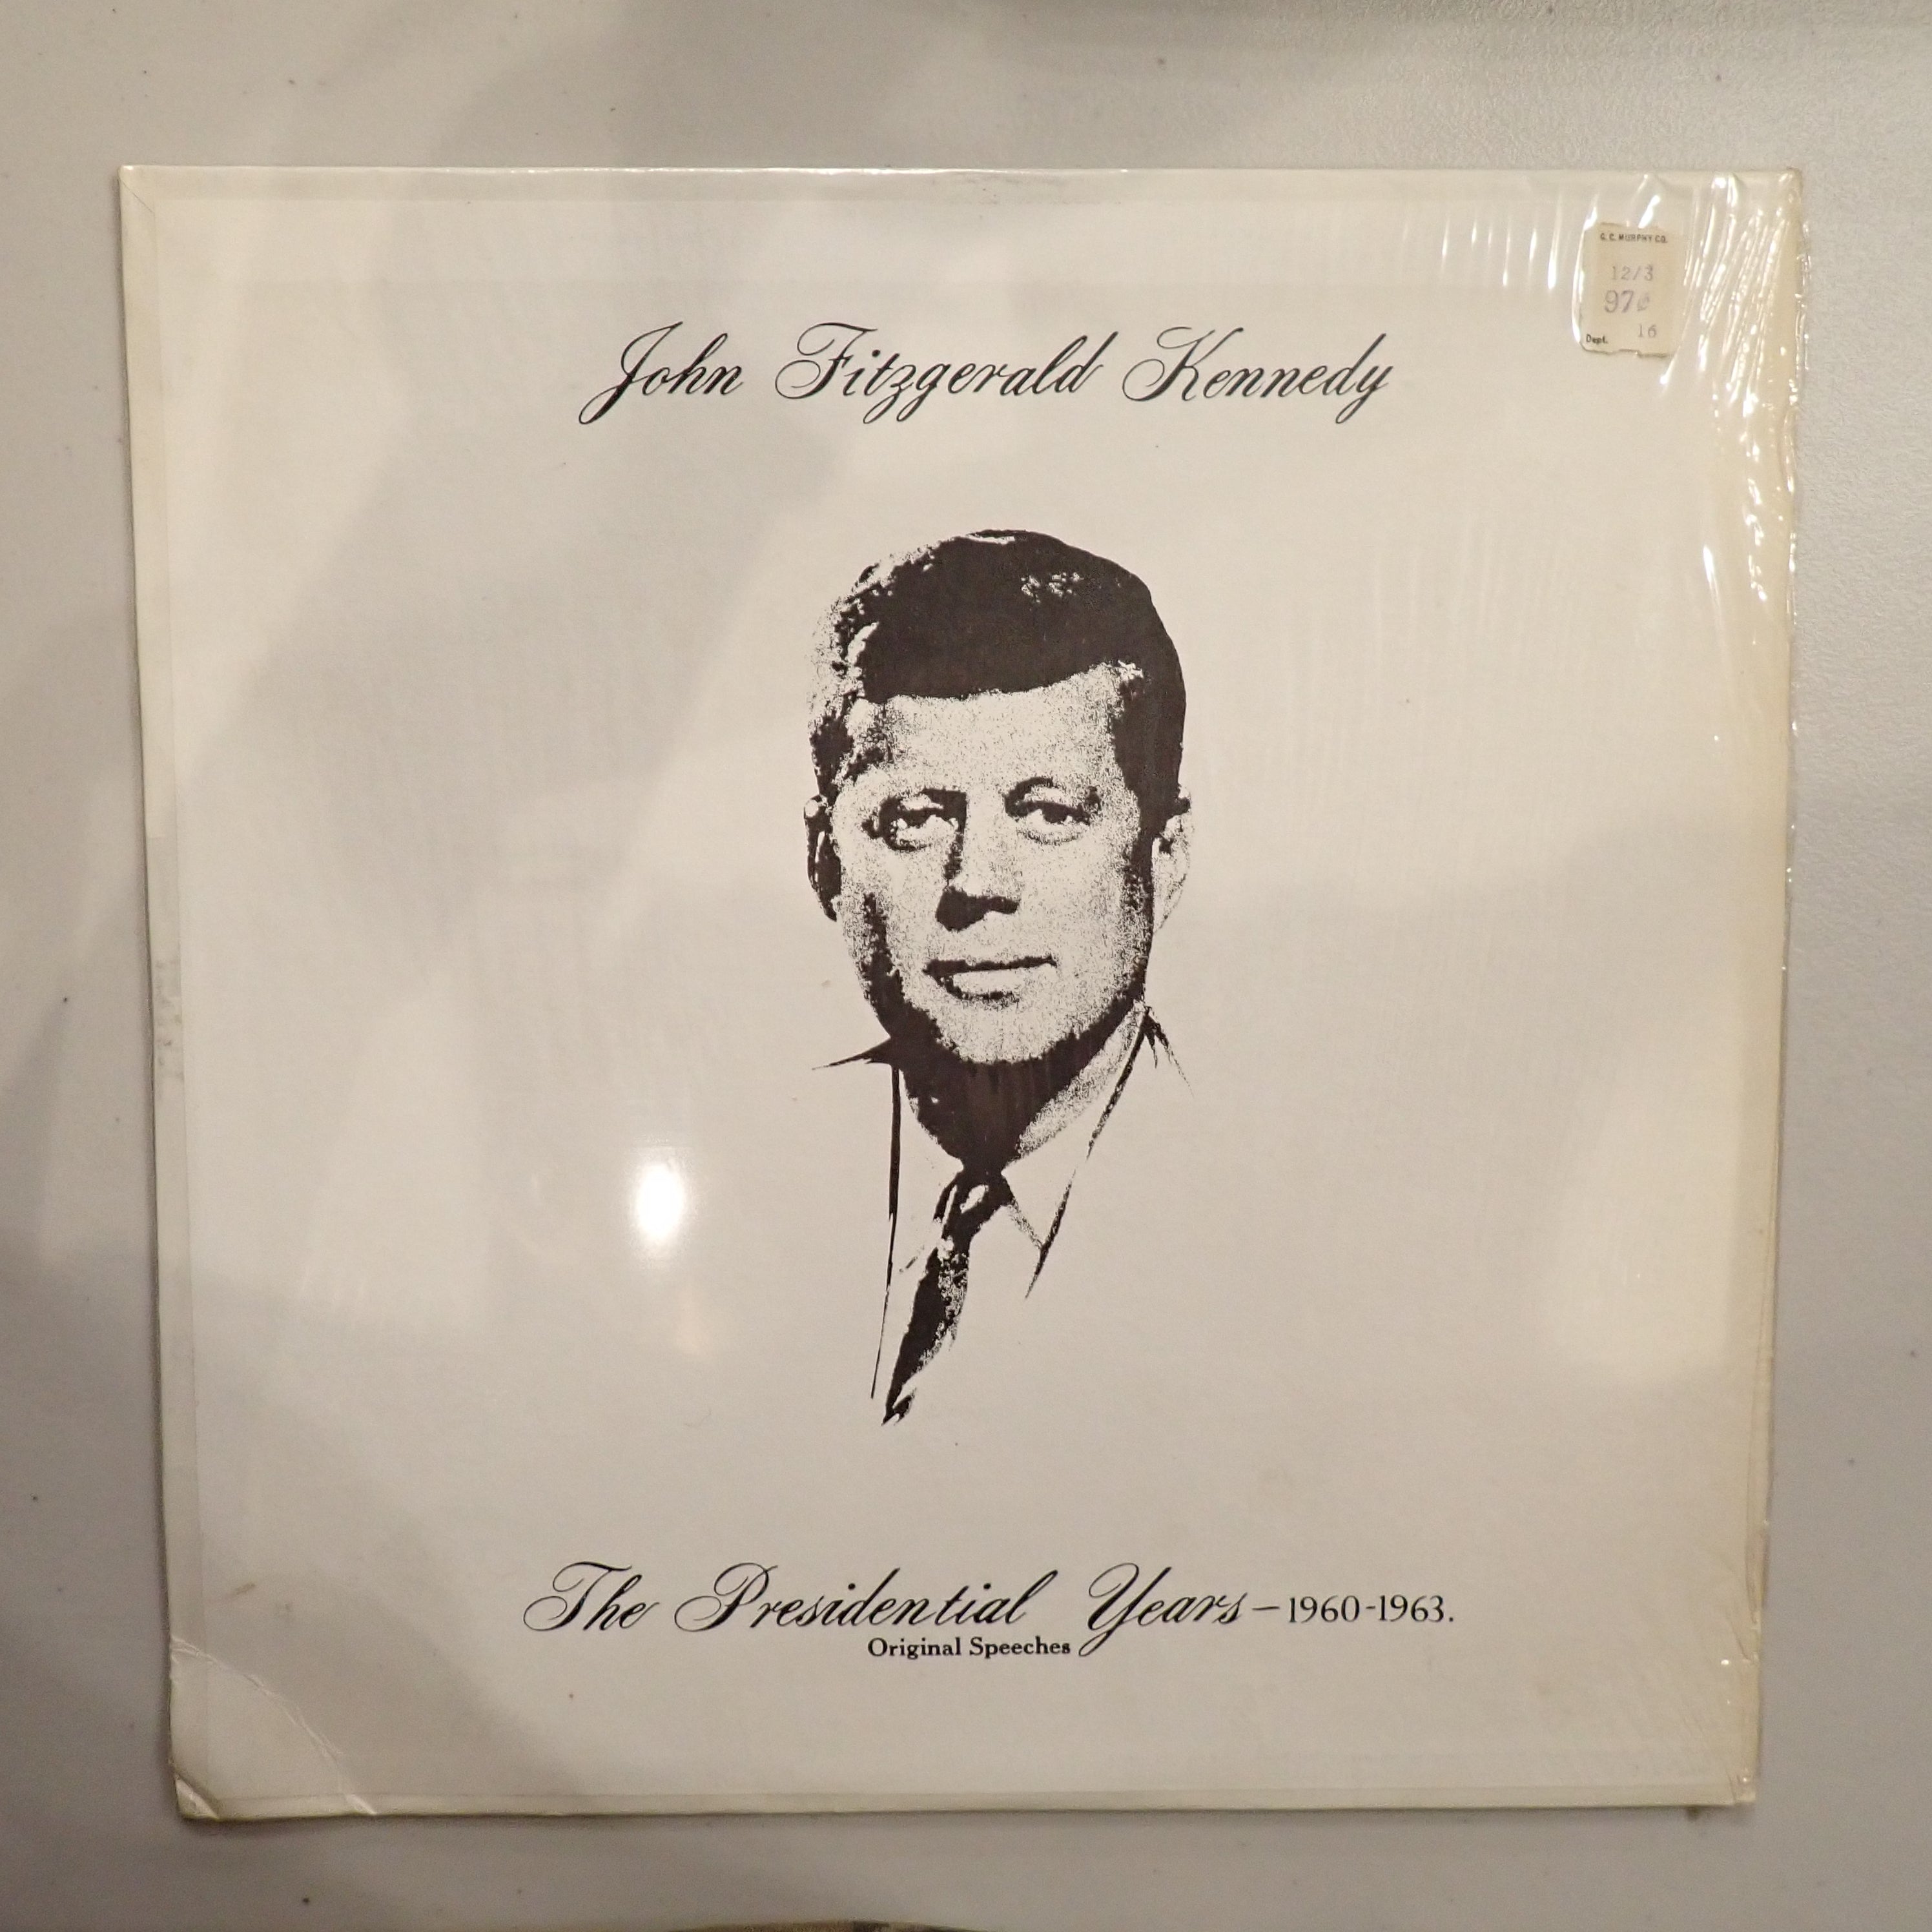 G. C. MURPHY CO.
12/3
97¢
Dept. 16
John Fitzgerald Kennedy
The Presidential Years – 1960-1963.
Original Speeches